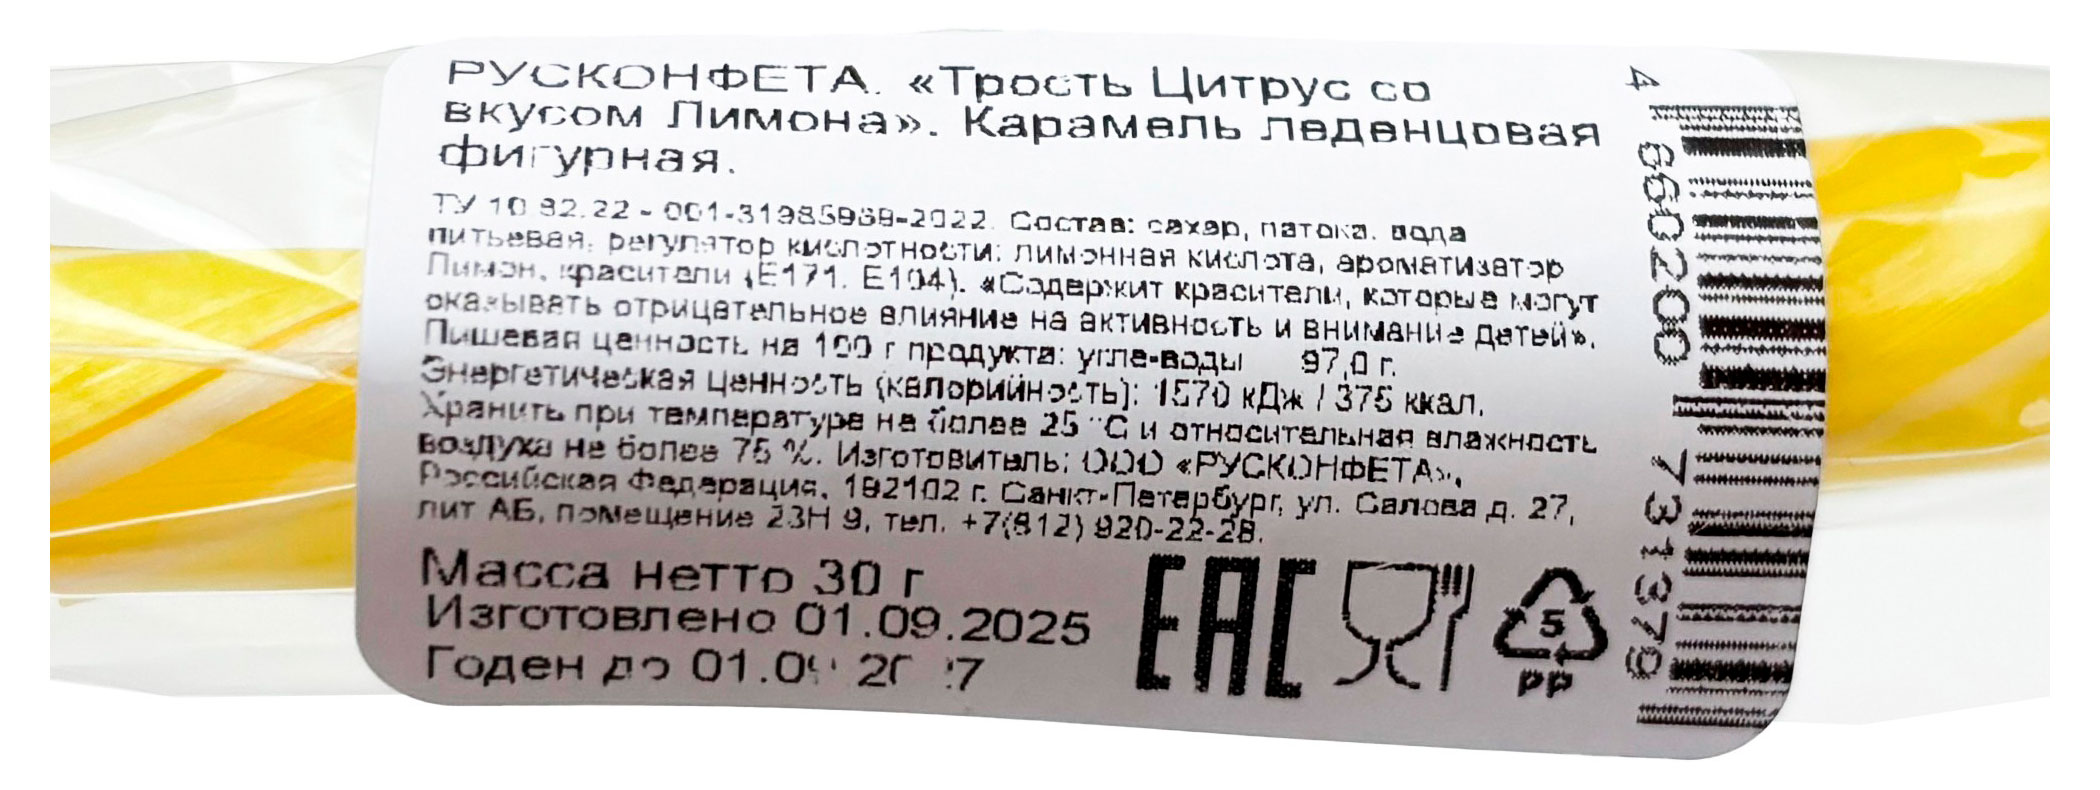 РУСКОНФЕТА. «Трость Цитрус со
вкусом Лимона». Карамель леденцовая
фигурная.
ТУ 10.82.22 - 001-31985969-2022. Состав: сахар, патока, вода
питьевая, регулятор кислотности: лимонная кислота, ароматизатор
Лимон, красители (Е171, Е104). «Содержит красители, которые могут
оказывать отрицательное влияние на активность и внимание детей».
Пищевая ценность на 100 г продукта: угле-воды 97,0 г.
Энергетическая ценность (калорийность): 1570 кДж / 375 ккал.
Хранить при температуре не более 25 °С и относительная влажность
воздуха не более 75 %. Изготовитель: ООО «РУСКОНФЕТА»,
Российская Федерация, 192102 г. Санкт-Петербург, ул. Салова д. 27,
лит АБ, помещение 23Н 9, тел. +7(812) 920-22-28.
Масса нетто 30 г
Изготовлено 01.09.2025
Годен до
EAC
5
PP
4 660200 731379